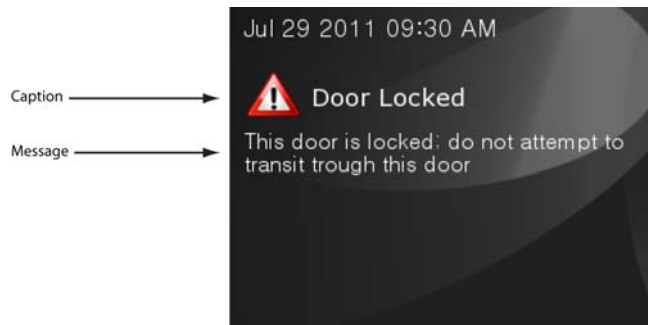 Jul 29 2011 09:30 AM
Caption
Door Locked
Message
This door is locked; do not attempt to
transit trough this door